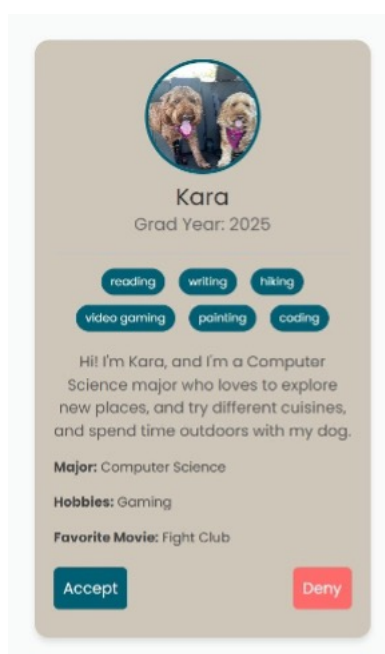 Kara
Grad Year: 2025
reading writing hiking
video gaming painting coding
Hi! I'm Kara, and I'm a Computer
Science major who loves to explore
new places, and try different cuisines,
and spend time outdoors with my dog.
Major: Computer Science
Hobbies: Gaming
Favorite Movie: Fight Club
Accept Deny